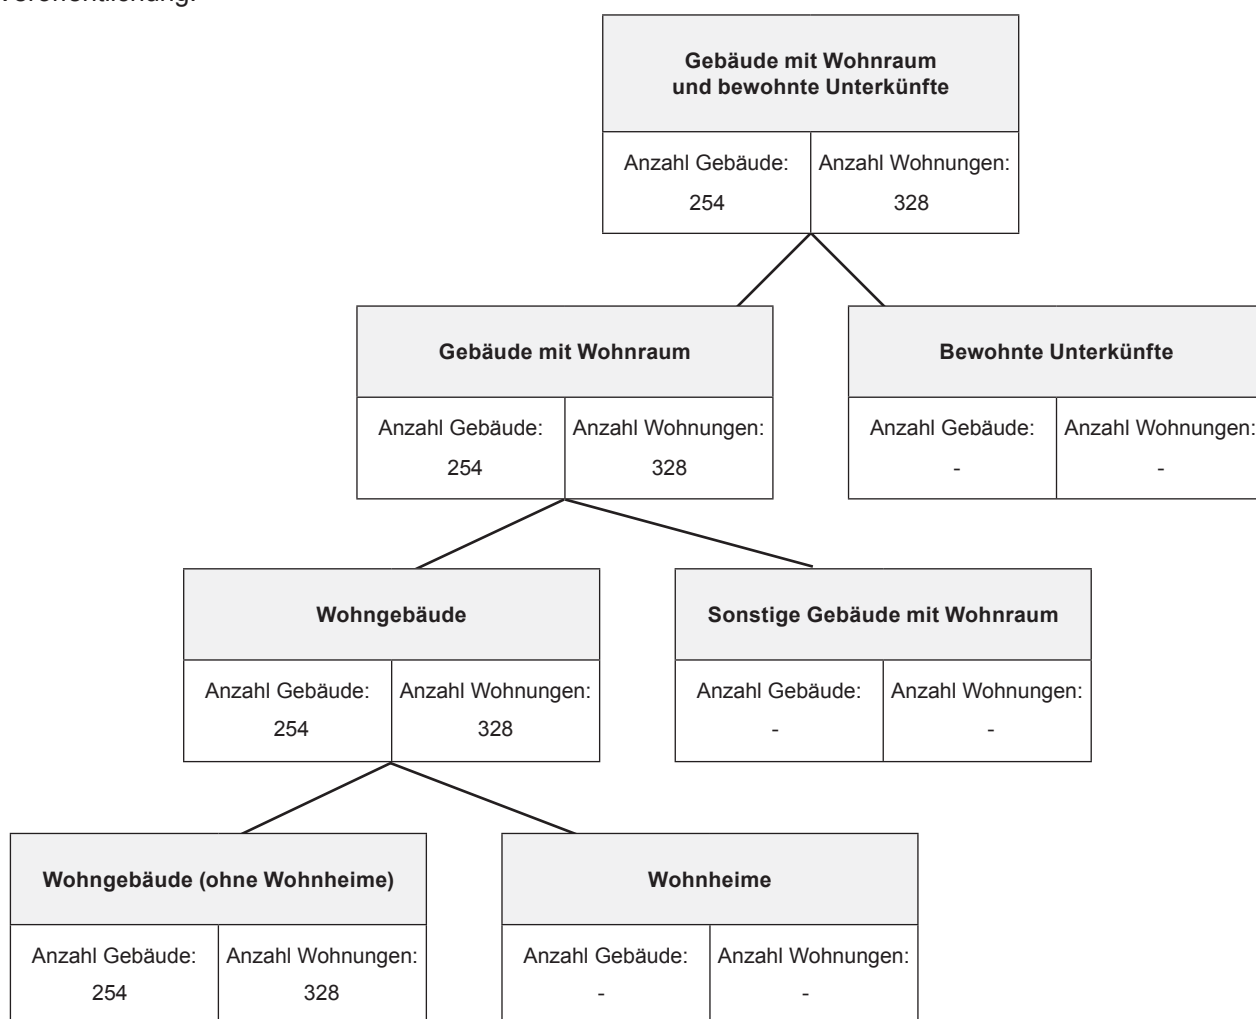 Veröffentlichung.
Gebäude mit Wohnraum
und bewohnte Unterkünfte
Anzahl Gebäude: Anzahl Wohnungen:
254 328
Gebäude mit Wohnraum Bewohnte Unterkünfte
Anzahl Gebäude: Anzahl Wohnungen: Anzahl Gebäude: Anzahl Wohnungen:
254 328 - -
Wohngebäude Sonstige Gebäude mit Wohnraum
Anzahl Gebäude: Anzahl Wohnungen: Anzahl Gebäude: Anzahl Wohnungen:
254 328 - -
Wohngebäude (ohne Wohnheime) Wohnheime
Anzahl Gebäude: Anzahl Wohnungen: Anzahl Gebäude: Anzahl Wohnungen:
254 328 - -